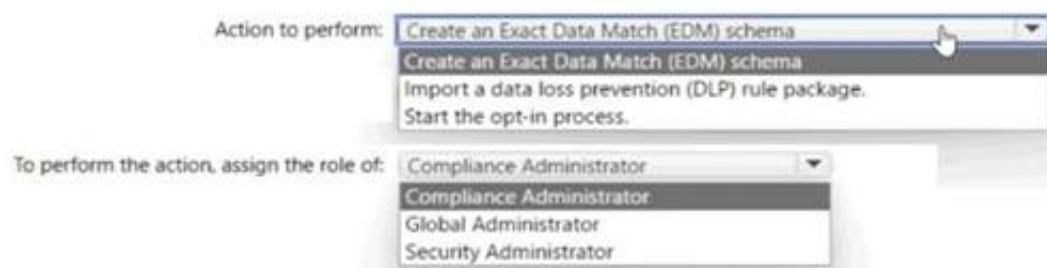 Action to perform: Create an Exact Data Match (EDM) schema
Create an Exact Data Match (EDM) schema
Import a data loss prevention (DLP) rule package.
Start the opt-in process.
To perform the action, assign the role of: Compliance Administrator
Compliance Administrator
Global Administrator
Security Administrator